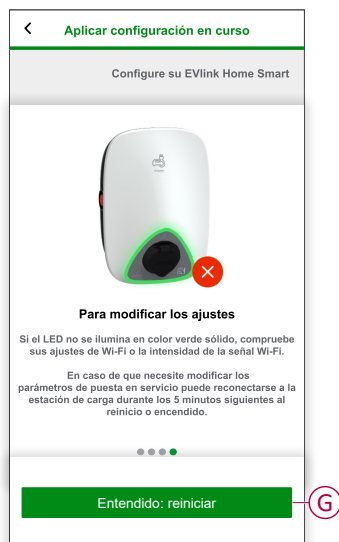 Aplicar configuración en curso
Configure su EVlink Home Smart
Para modificar los ajustes
Si el LED no se ilumina en color verde sólido, compruebe
sus ajustes de Wi-Fi o la intensidad de la señal Wi-Fi.
En caso de que necesite modificar los
parámetros de puesta en servicio puede reconectarse a la
estación de carga durante los 5 minutos siguientes al
reinicio o encendido.
Entendido: reiniciar
G